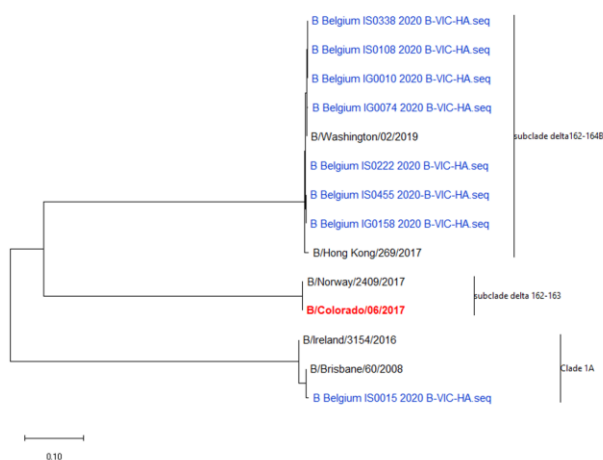 B Belgium IS0338 2020 B-VIC-HA.seq
B Belgium IS0108 2020 B-VIC-HA.seq
B Belgium IG0010 2020 B-VIC-HA.seq
B Belgium IG0074 2020 B-VIC-HA.seq
B/Washington/02/2019
subclade delta162-164B
B Belgium IS0222 2020 B-VIC-HA.seq
B Belgium IS0455 2020-B-VIC-HA.seq
B Belgium IG0158 2020 B-VIC-HA.seq
B/Hong Kong/269/2017
B/Norway/2409/2017
subclade delta 162-163
B/Colorado/06/2017
B/Ireland/3154/2016
B/Brisbane/60/2008
Clade 1A
B Belgium IS0015 2020 B-VIC-HA.seq
0.10